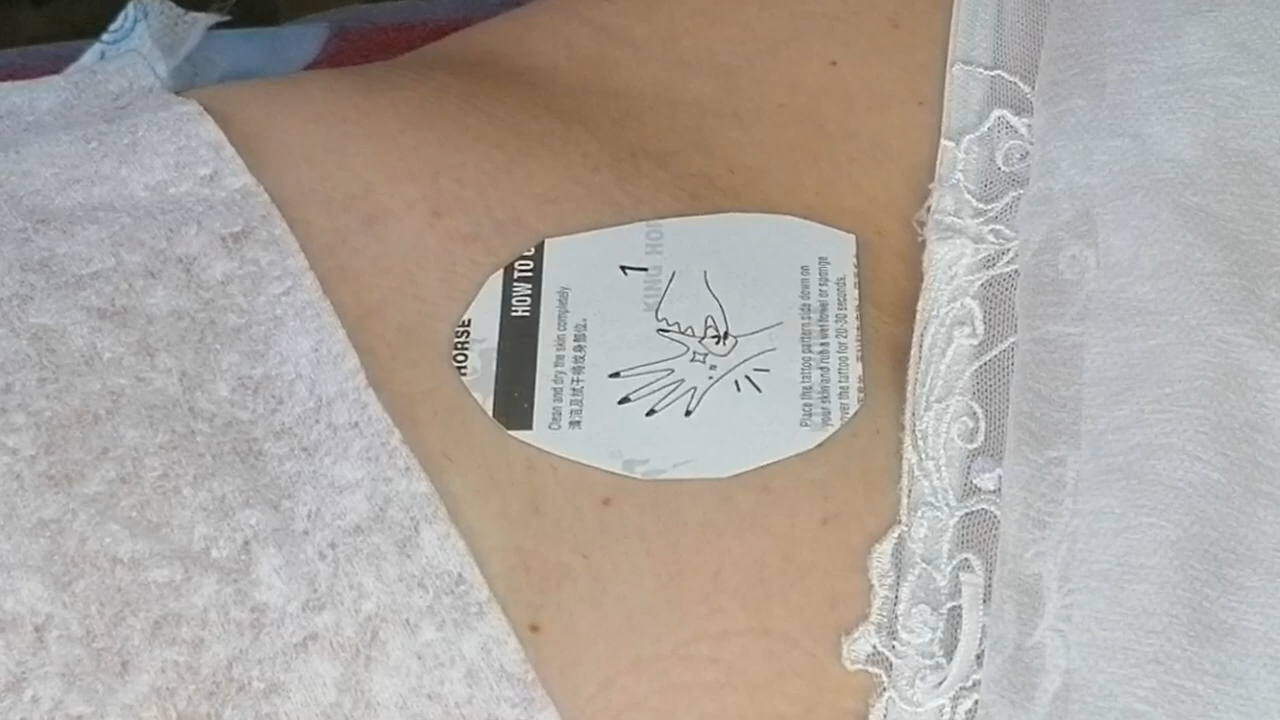 HORSE
HOW TO
Clean and dry the skin completely.
清洁及拭干待纹身部位。
1
KING HO
Place the tattoo pattern side down on
your skin and rub a wet towel or sponge
over the tattoo for 20-30 seconds.